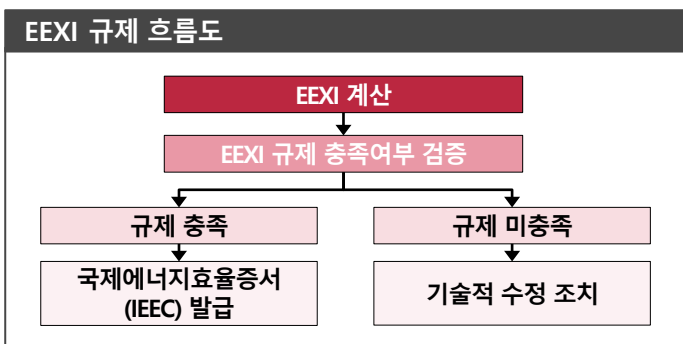 EEXI 규제 흐름도
EEXI 계산
EEXI 규제 충족여부 검증
규제 충족
규제 미충족
국제에너지효율증서
(IEEC) 발급
기술적 수정 조치